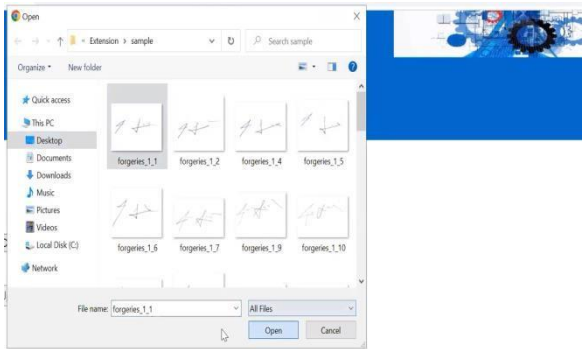 Open
Extension › sample
Search sample
Organize
New folder
Quick access
This PC
Desktop
Documents
Downloads
Music
Pictures
Videos
Local Disk (C:)
Network
forgeries_1_1
forgeries_1_2
forgeries_1_4
forgeries_1_5
forgeries_1_6
forgeries_1_7
forgeries_1_9
forgeries_1_10
File name: forgeries_1_1
All Files
Open
Cancel